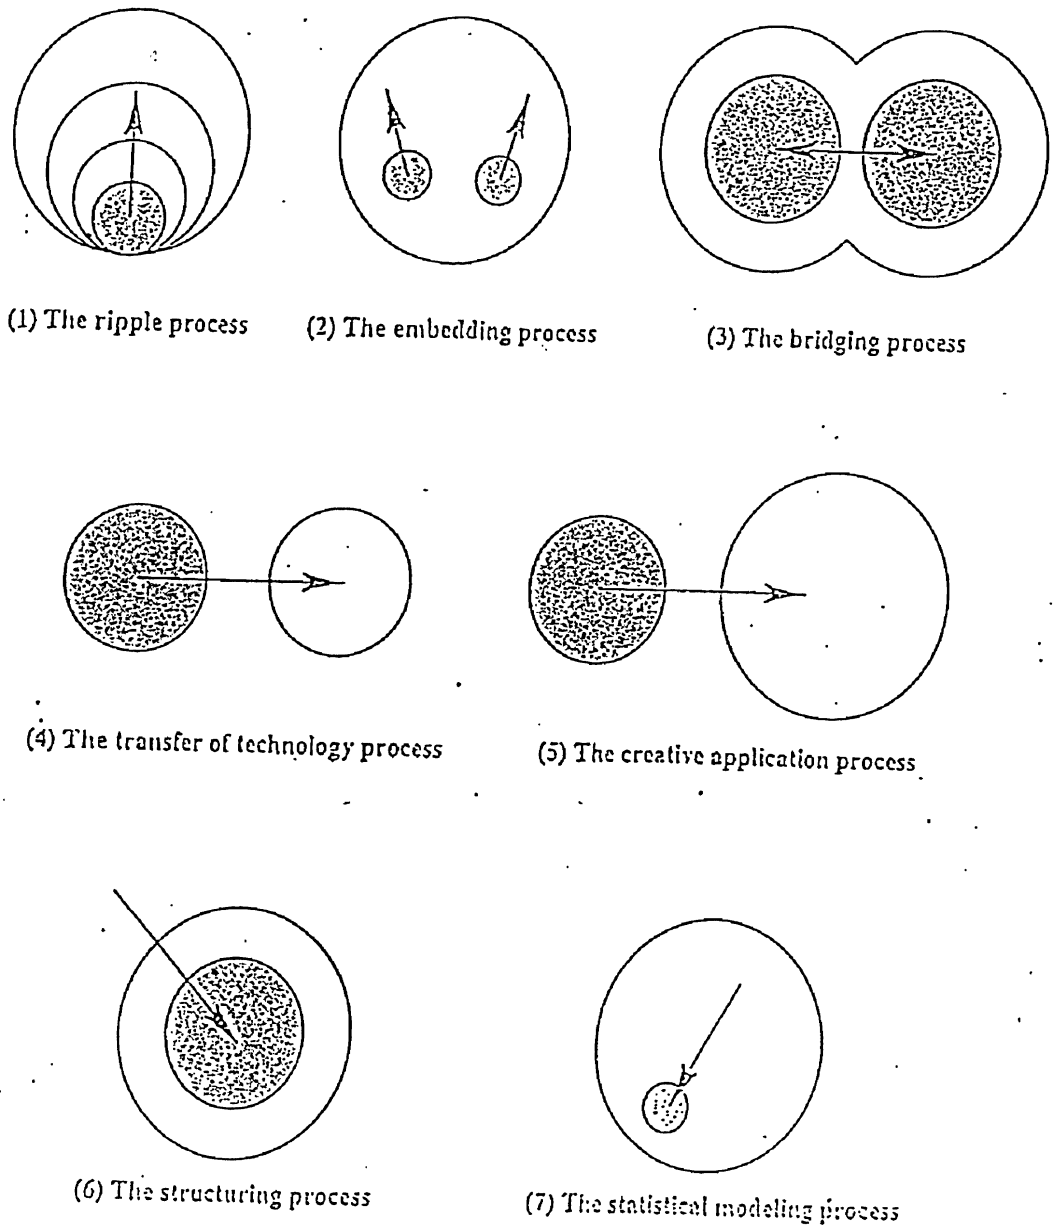 (1) The ripple process
(2) The embedding process
(3) The bridging process
(4) The transfer of technology process
(5) The creative application process
(6) The structuring process
(7) The statistical modeling process